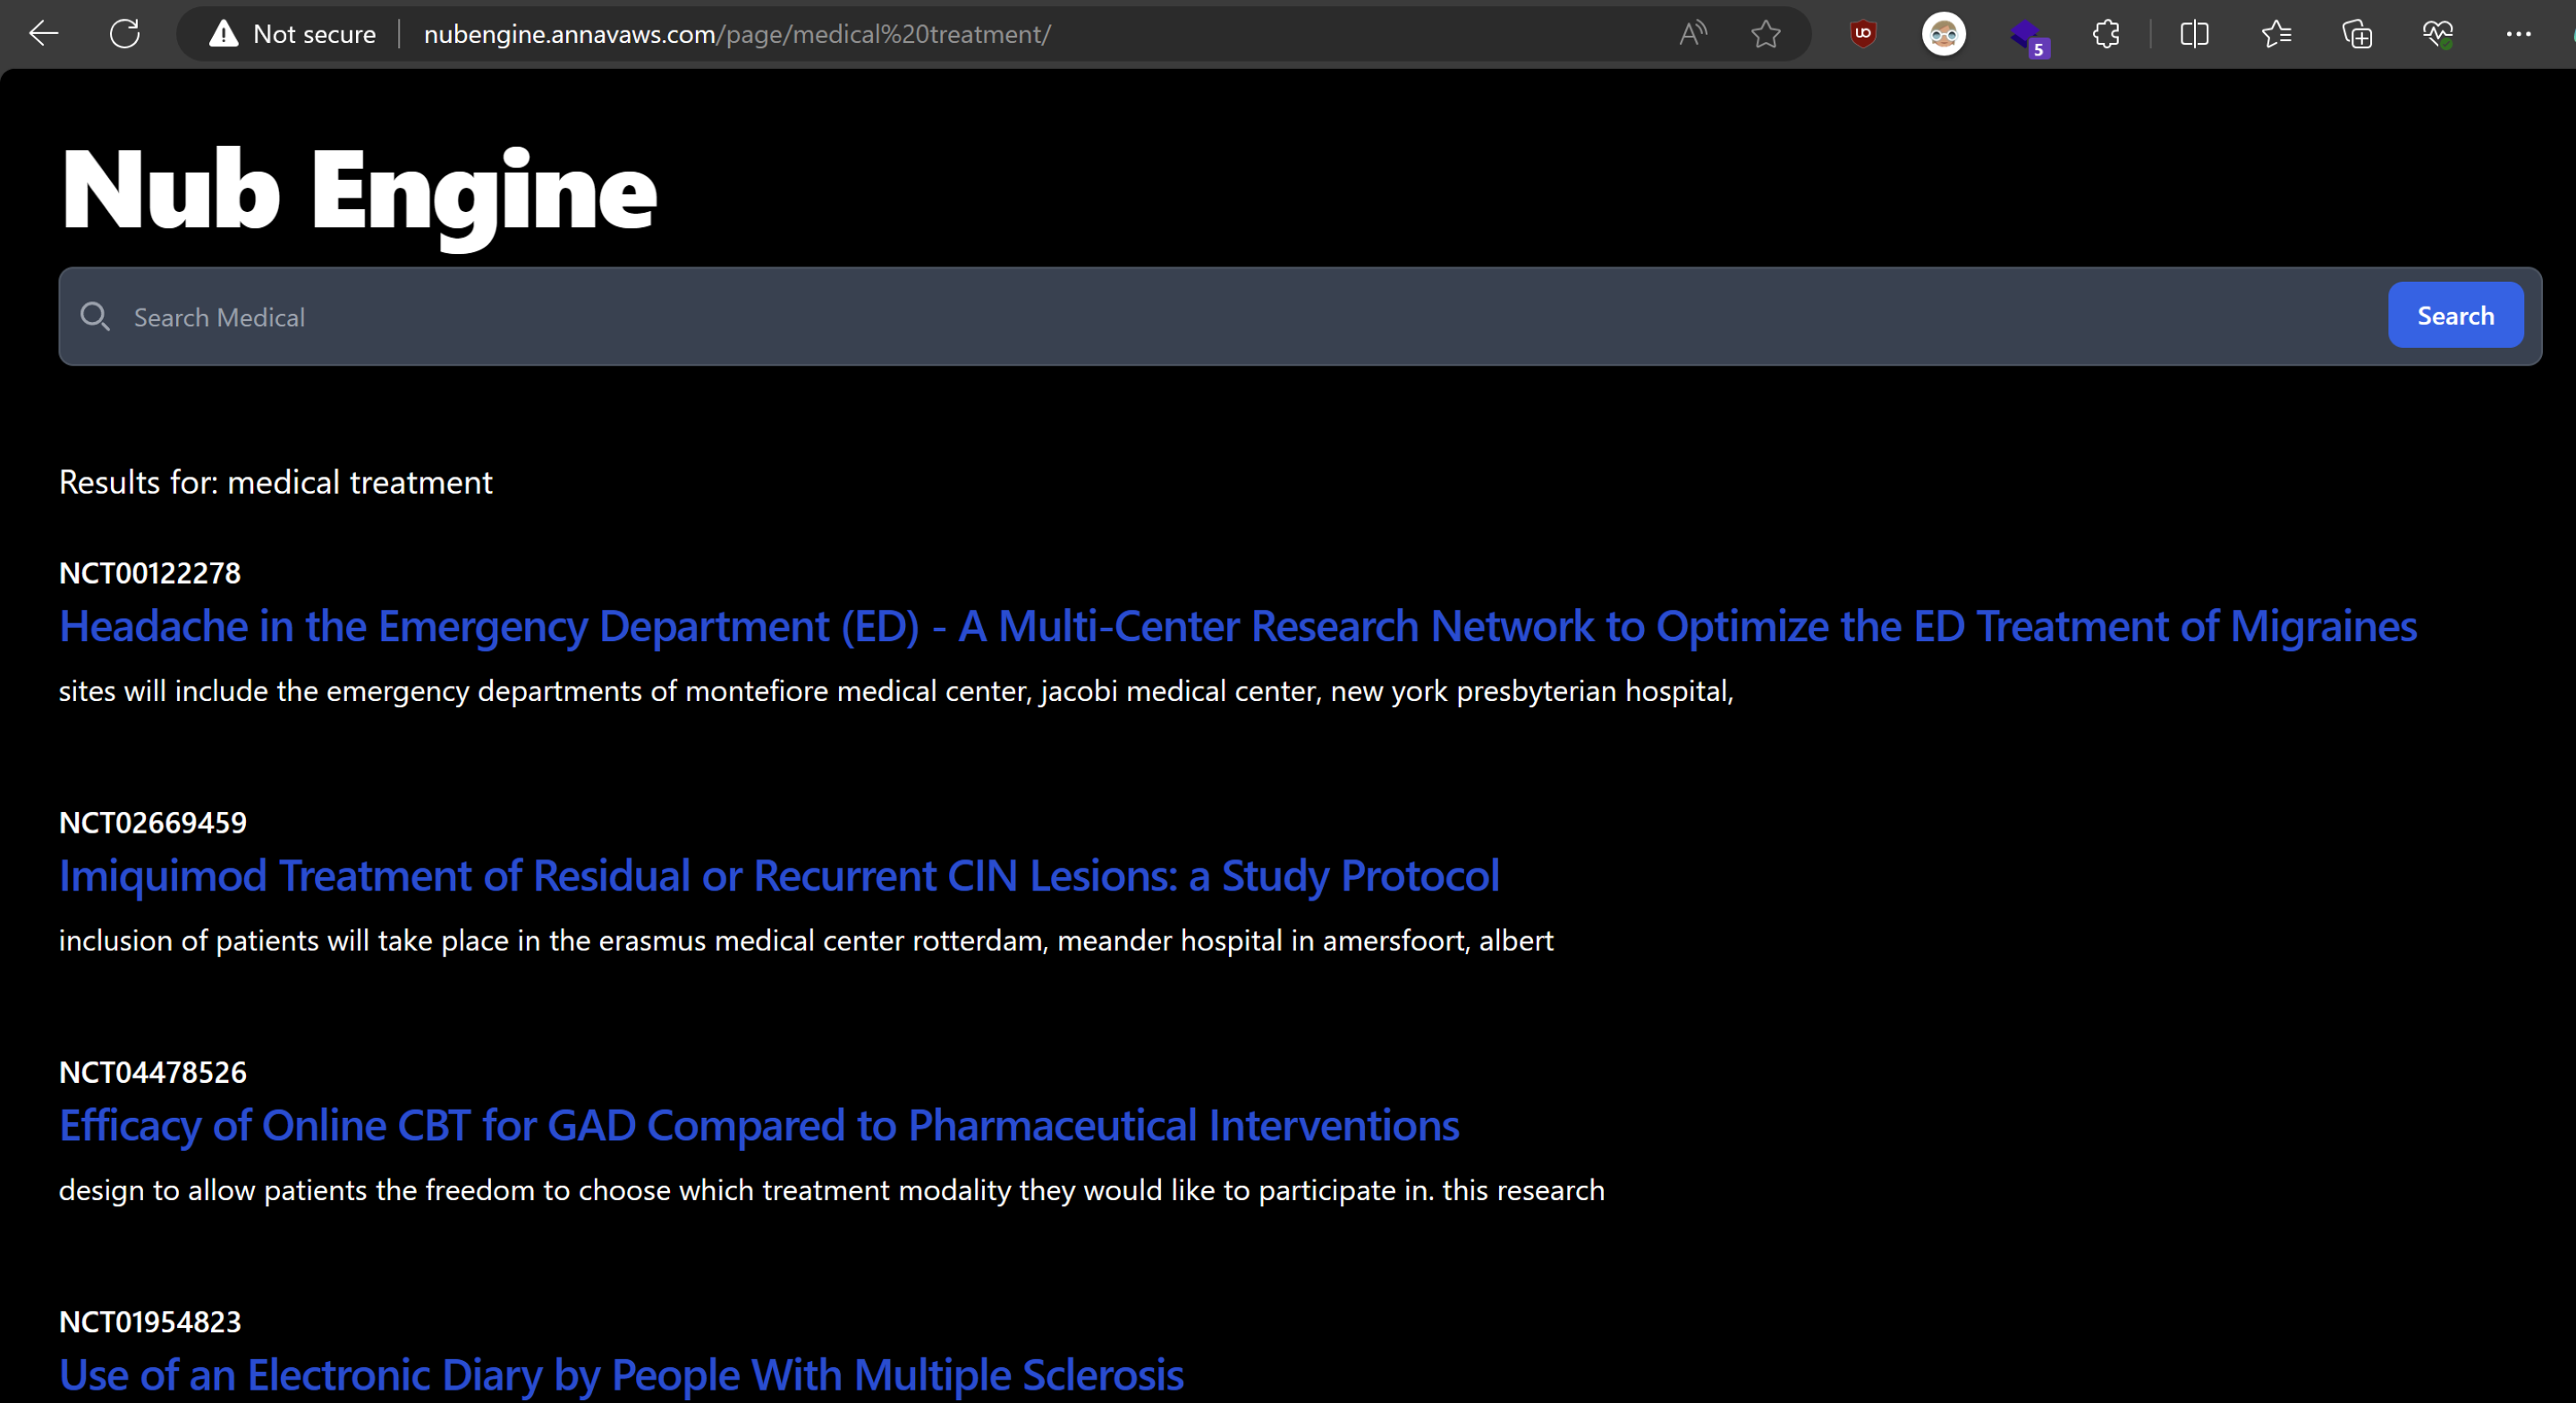 Not secure
nubengine.annavaws.com/page/medical%20treatment/
5
Nub Engine
Search Medical
Search
Results for: medical treatment
NCT00122278
Headache in the Emergency Department (ED) - A Multi-Center Research Network to Optimize the ED Treatment of Migraines
sites will include the emergency departments of montefiore medical center, jacobi medical center, new york presbyterian hospital,
NCT02669459
Imiquimod Treatment of Residual or Recurrent CIN Lesions: a Study Protocol
inclusion of patients will take place in the erasmus medical center rotterdam, meander hospital in amersfoort, albert
NCT04478526
Efficacy of Online CBT for GAD Compared to Pharmaceutical Interventions
design to allow patients the freedom to choose which treatment modality they would like to participate in. this research
NCT01954823
Use of an Electronic Diary by People With Multiple Sclerosis